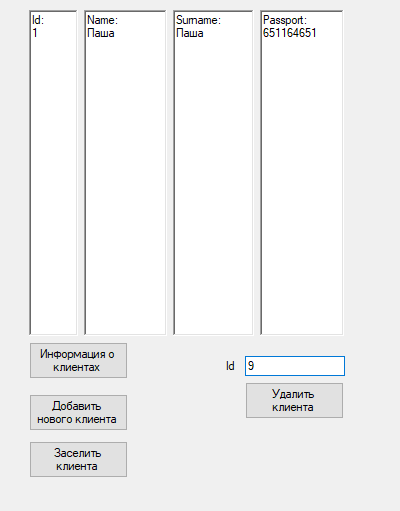 Id:
1
Name:
Паша
Surname:
Паша
Passport:
651164651
Информация о
клиентах
Id
9
Удалить
клиента
Добавить
нового клиента
Заселить
клиента